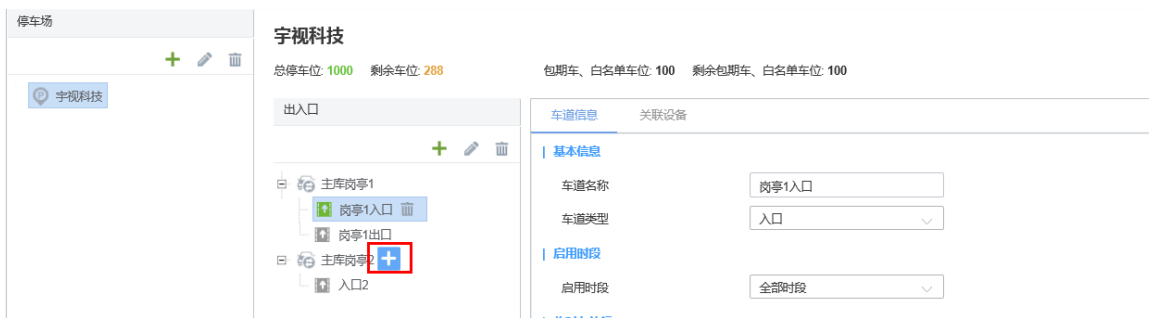 停车场
宇视科技
宇视科技
总停车位: 1000 剩余车位: 288 包期车、白名单车位: 100 剩余包期车、白名单车位: 100
出入口
车道信息 关联设备
基本信息
主库岗亭1
车道名称 岗亭1入口
岗亭1入口
车道类型 入口
岗亭1出口
主库岗亭2
启用时段
入口2
启用时段 全部时段